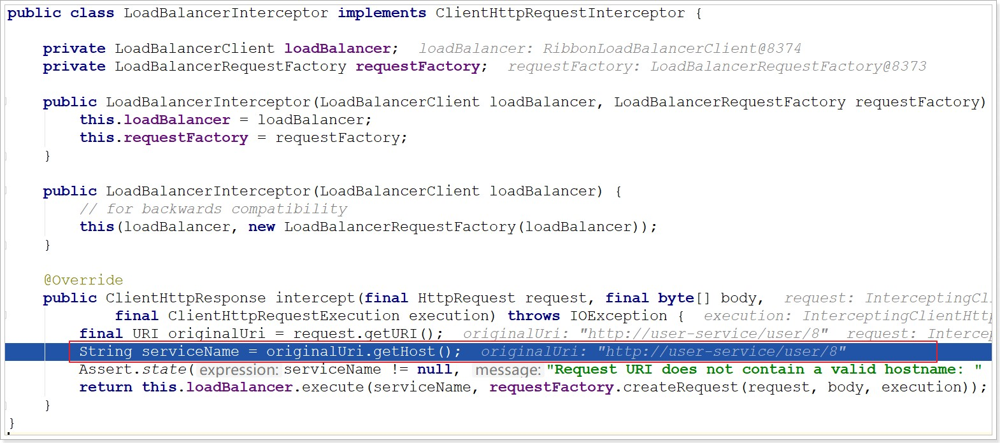 public class LoadBalancerInterceptor implements ClientHttpRequestInterceptor {
private LoadBalancerClient loadBalancer; loadBalancer: RibbonLoadBalancerClient@8374
private LoadBalancerRequestFactory requestFactory; requestFactory: LoadBalancerRequestFactory@8373
public LoadBalancerInterceptor(LoadBalancerClient loadBalancer, LoadBalancerRequestFactory requestFactory)
this.loadBalancer = loadBalancer;
this.requestFactory = requestFactory;
}
public LoadBalancerInterceptor(LoadBalancerClient loadBalancer) {
// for backwards compatibility
this(loadBalancer, new LoadBalancerRequestFactory(loadBalancer));
}
@Override
public ClientHttpResponse intercept(final HttpRequest request, final byte[] body, request: InterceptingCl
final ClientHttpRequestExecution execution) throws IOException { execution: InterceptingClientHttp
final URI originalUri = request.getURI(); originalUri: "http://user-service/user/8" request: Intercep
String serviceName = originalUri.getHost(); originalUri: "http://user-service/user/8"
Assert.state( expression: serviceName != null, message: "Request URI does not contain a valid hostname: "
return this.loadBalancer.execute(serviceName, requestFactory.createRequest(request, body, execution));
}
}